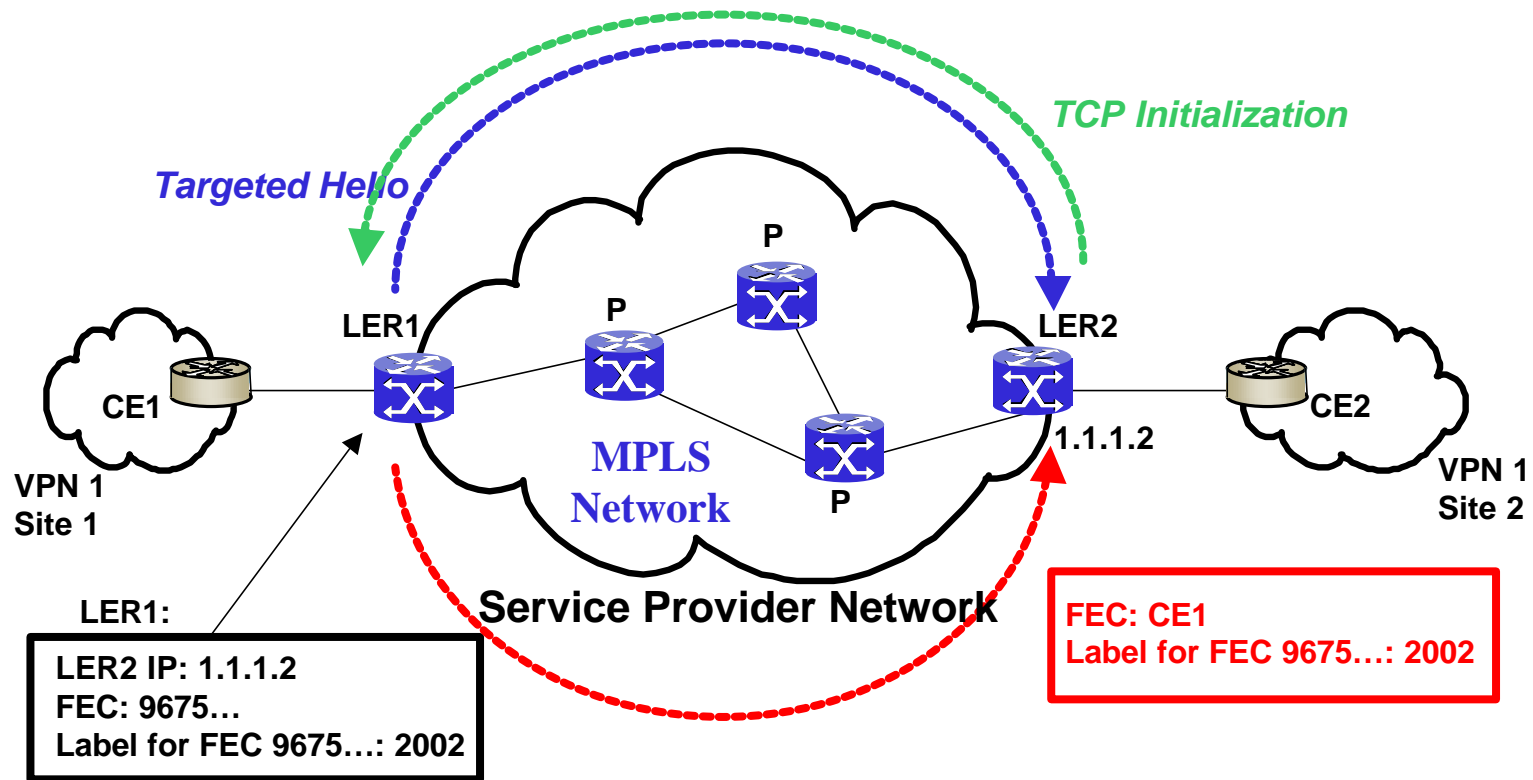 TCP Initialization
Targeted Hello
P
P
LER1
LER2
CE1
CE2
1.1.1.2
MPLS
Network
P
VPN 1
Site 1
VPN 1
Site 2
Service Provider Network
LER1:
LER2 IP: 1.1.1.2
FEC: 9675…
Label for FEC 9675…: 2002
FEC: CE1
Label for FEC 9675…: 2002